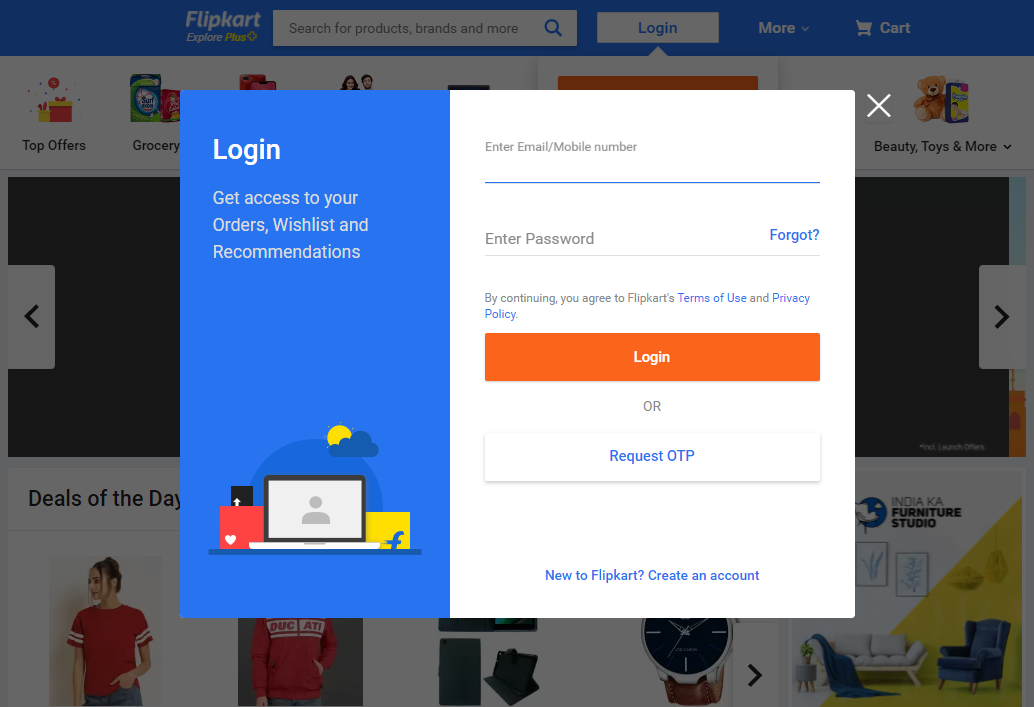 Flipkart
Explore Plus
Search for products, brands and more
Login
More
Cart
Top Offers
Grocery
Beauty, Toys & More
Login
Get access to your
Orders, Wishlist and
Recommendations
Enter Email/Mobile number
Enter Password
Forgot?
By continuing, you agree to Flipkart's Terms of Use and Privacy
Policy.
Login
OR
Request OTP
New to Flipkart? Create an account
*Incl. Launch Offers
Deals of the Day
INDIA KA
FURNITURE
STUDIO
DUCATI